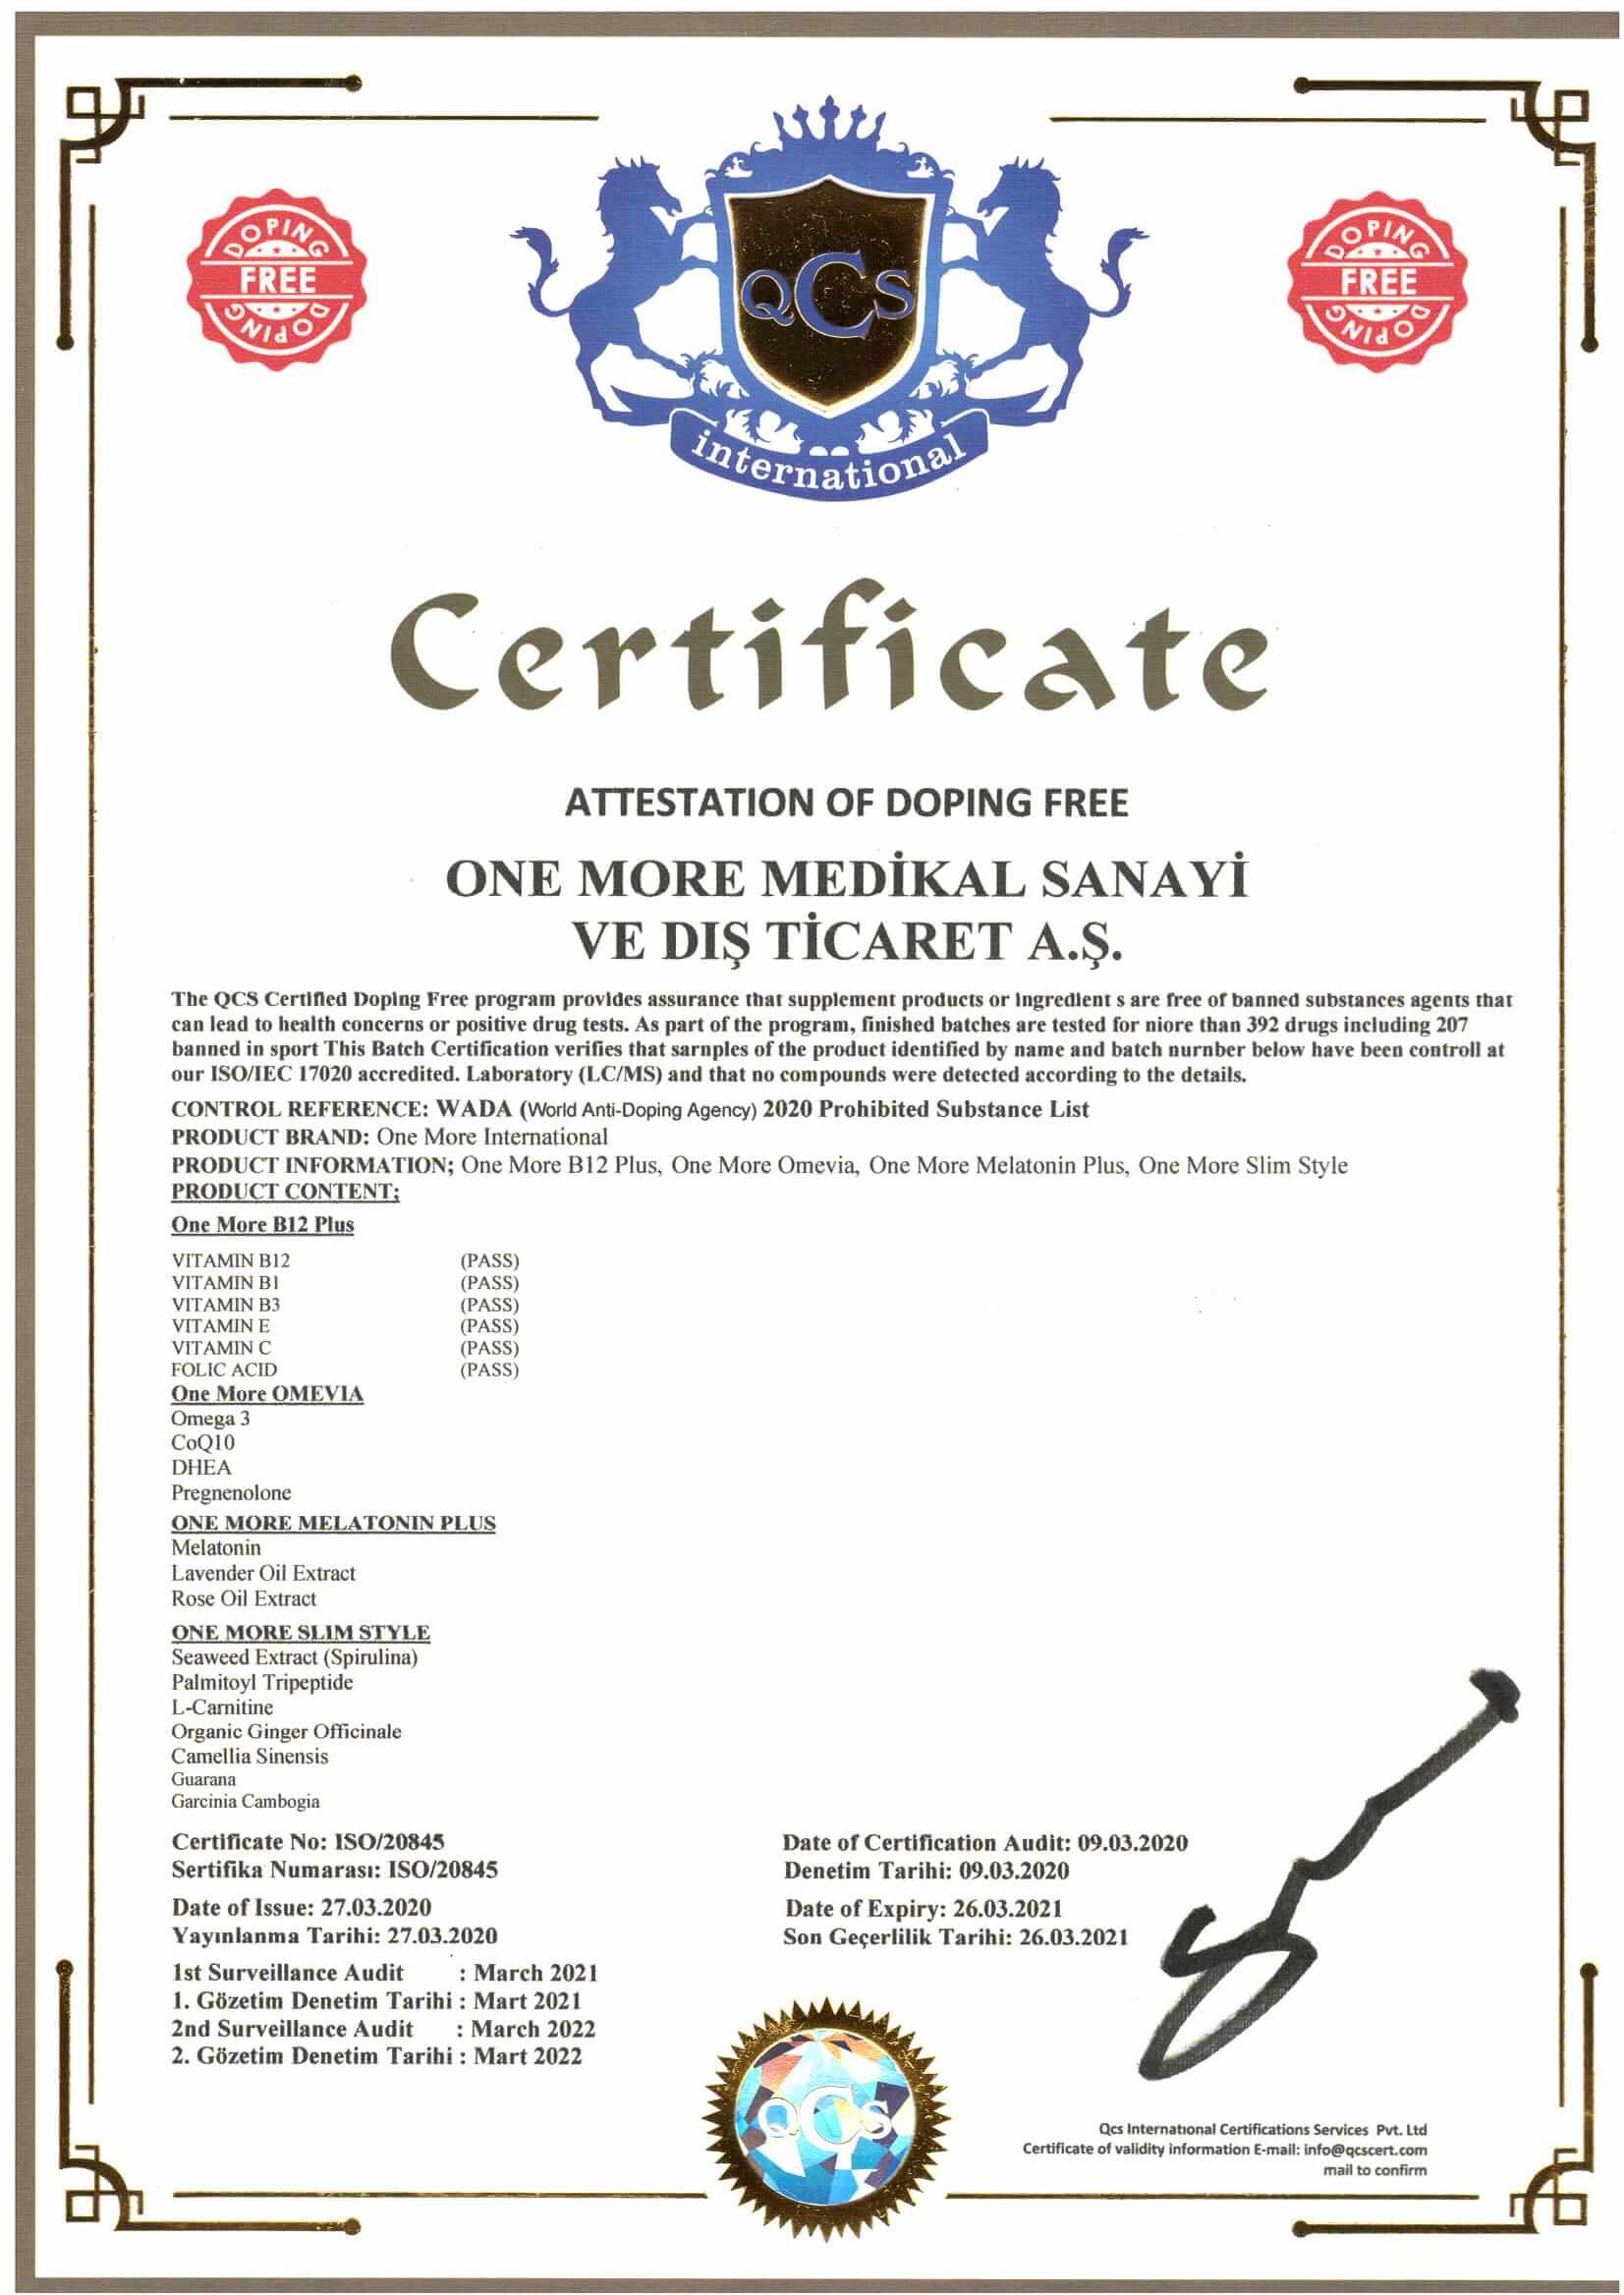 DOPING
FREE
DOPING
QCS
international
DOPING
FREE
DOPING
Certificate
ATTESTATION OF DOPING FREE
ONE MORE MEDİKAL SANAYİ
VE DIŞ TİCARET A.Ş.
The QCS Certified Doping Free program provides assurance that supplement products or ingredient s are free of banned substances agents that
can lead to health concerns or positive drug tests. As part of the program, finished batches are tested for niore than 392 drugs including 207
banned in sport This Batch Certification verifies that sarnples of the product identified by name and batch nurnber below have been controll at
our ISO/IEC 17020 accredited. Laboratory (LC/MS) and that no compounds were detected according to the details.
CONTROL REFERENCE: WADA (World Anti-Doping Agency) 2020 Prohibited Substance List
PRODUCT BRAND: One More International
PRODUCT INFORMATION; One More B12 Plus, One More Omevia, One More Melatonin Plus, One More Slim Style
PRODUCT CONTENT;
One More B12 Plus
VITAMIN B12 (PASS)
VITAMIN B1 (PASS)
VITAMIN B3 (PASS)
VITAMIN E (PASS)
VITAMIN C (PASS)
FOLIC ACID (PASS)
One More OMEVIA
Omega 3
CoQ10
DHEA
Pregnenolone
ONE MORE MELATONIN PLUS
Melatonin
Lavender Oil Extract
Rose Oil Extract
ONE MORE SLIM STYLE
Seaweed Extract (Spirulina)
Palmitoyl Tripeptide
L-Carnitine
Organic Ginger Officinale
Camellia Sinensis
Guarana
Garcinia Cambogia
Certificate No: ISO/20845
Sertifika Numarası: ISO/20845
Date of Certification Audit: 09.03.2020
Denetim Tarihi: 09.03.2020
Date of Issue: 27.03.2020
Yayınlanma Tarihi: 27.03.2020
Date of Expiry: 26.03.2021
Son Geçerlilik Tarihi: 26.03.2021
1st Surveillance Audit : March 2021
1. Gözetim Denetim Tarihi : Mart 2021
2nd Surveillance Audit : March 2022
2. Gözetim Denetim Tarihi : Mart 2022
QCS
Qcs International Certifications Services Pvt. Ltd
Certificate of validity information E-mail: info@qcscert.com
mail to confirm